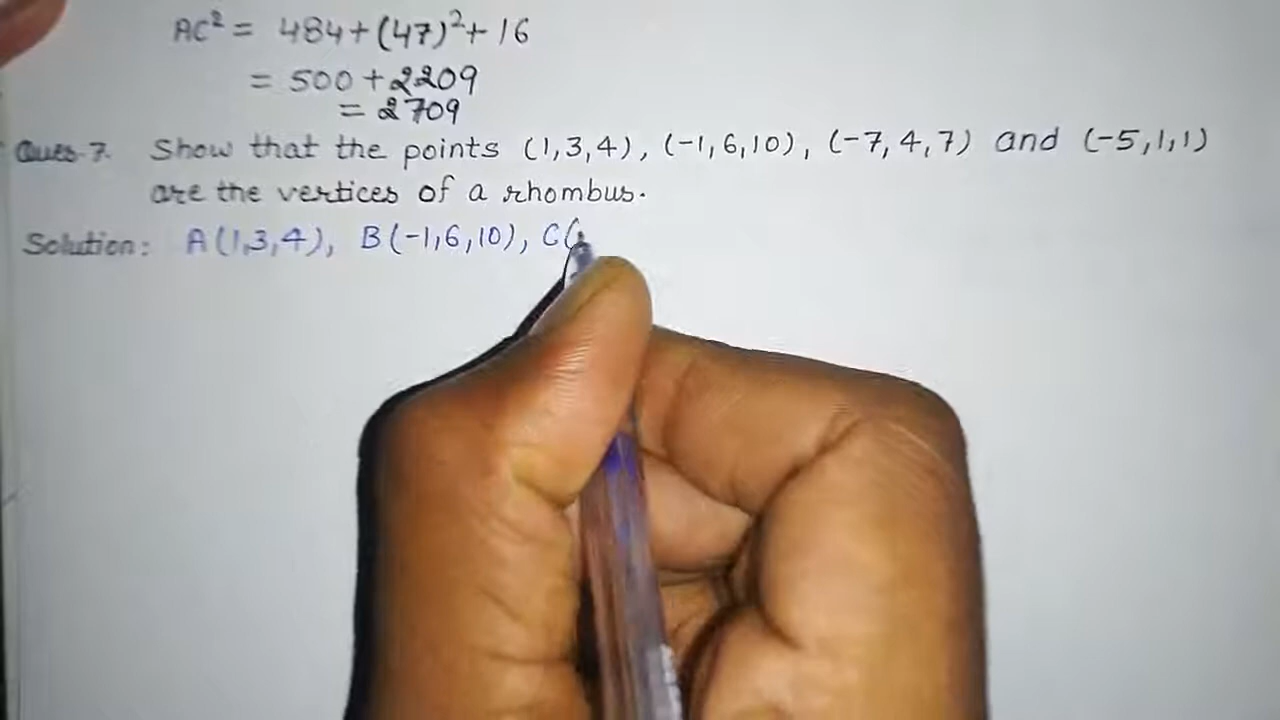 AC² = 484+(47)²+16
= 500+2209
= 2709
Ques.7. Show that the points (1,3,4), (-1,6,10), (-7,4,7) and (-5,1,1)
are the vertices of a rhombus.
Solution: A(1,3,4), B(-1,6,10), C(